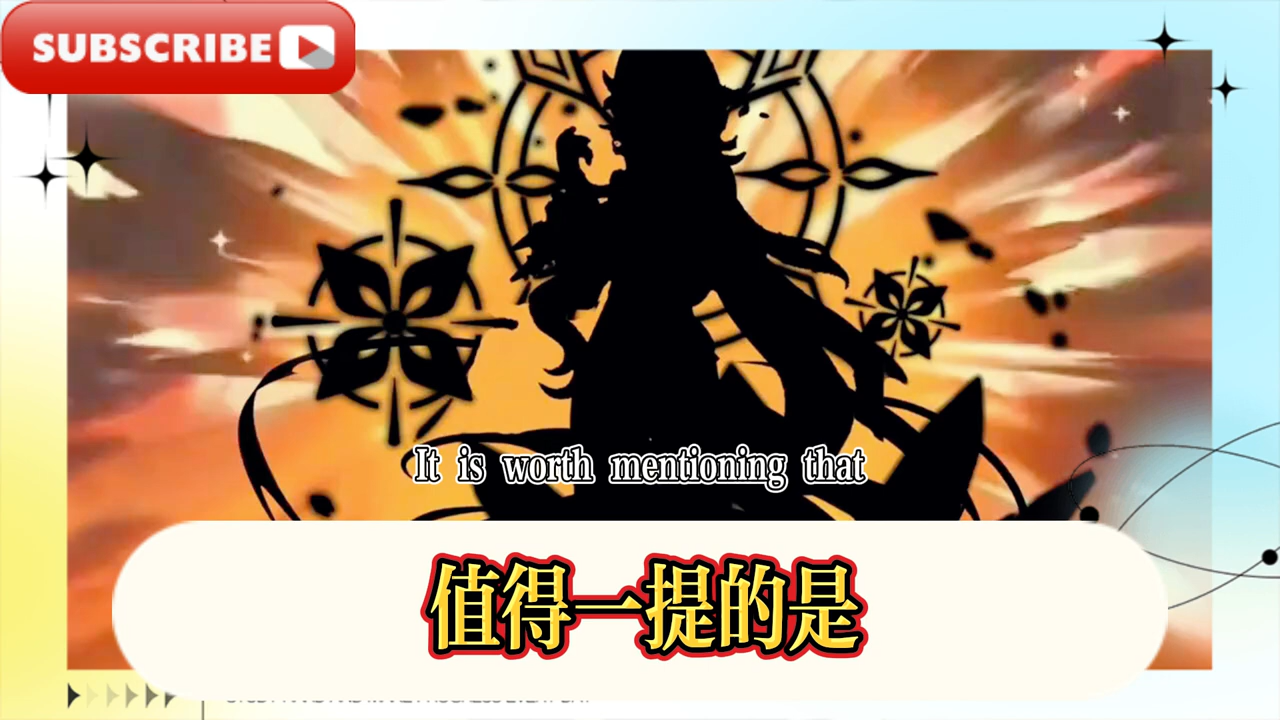 SUBSCRIBE
It is worth mentioning that
值得一提的是